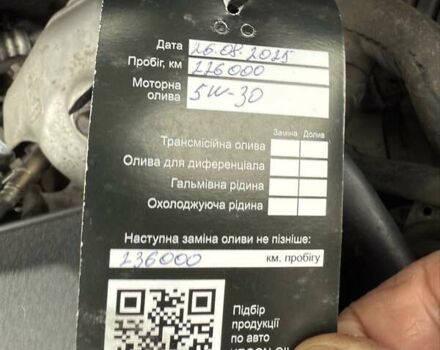 Дата 26.08.2025
Пробіг, км 226000
Моторна олива 5W-30
Заміна Долив
Трансмісійна олива
Олива для диференціала
Гальмівна рідина
Охолоджуюча рідина
Наступна заміна оливи не пізніше:
236000 км. пробігу
Підбір
продукції
по авто